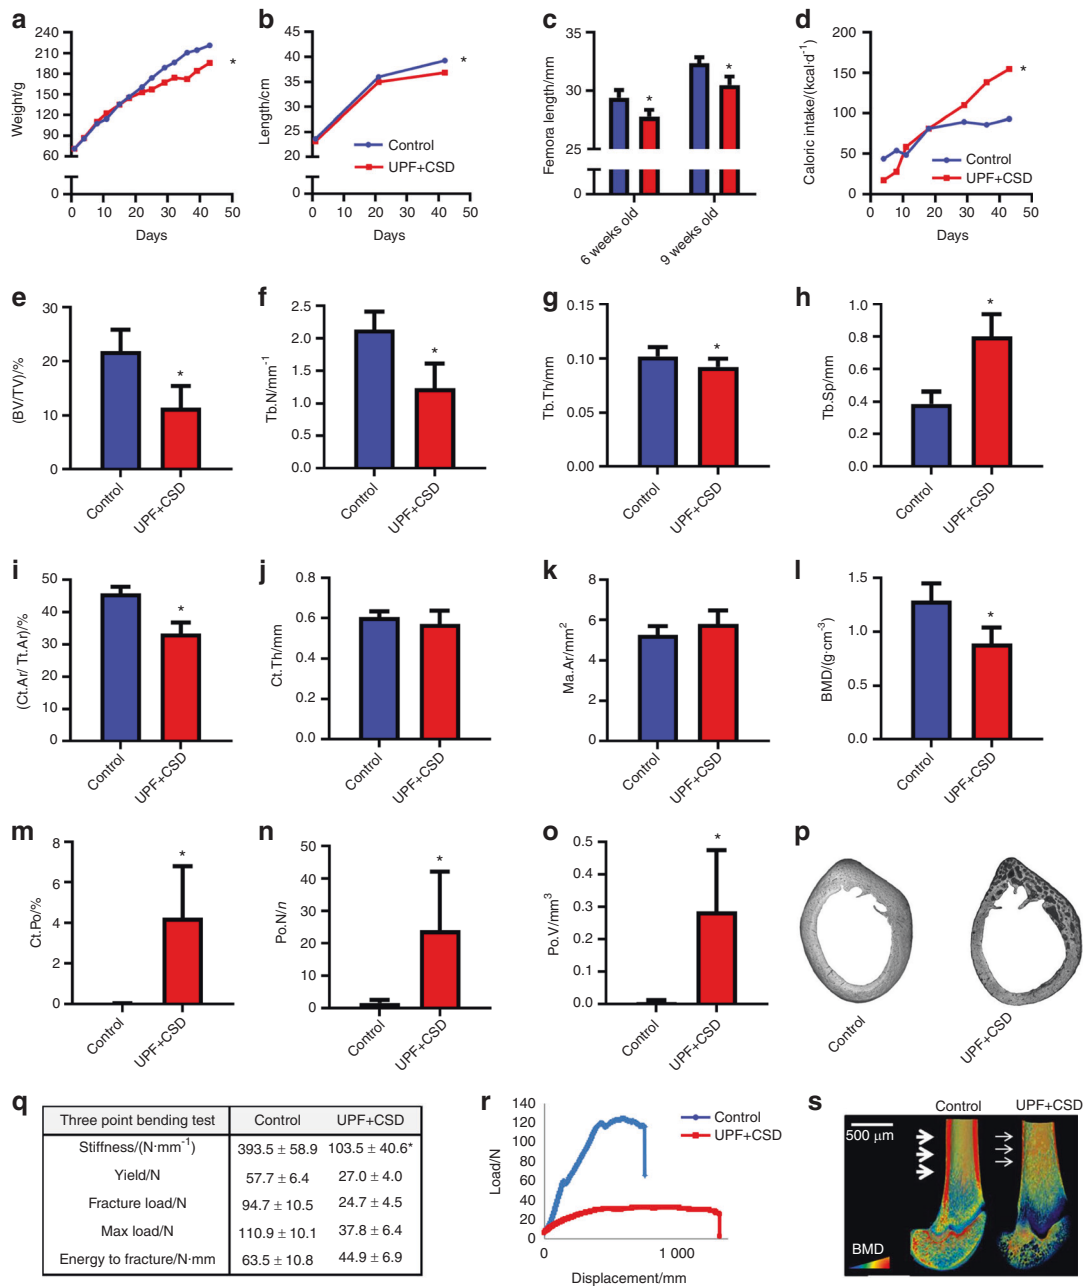 a
240
210
180
150
120
90
60
0
Weight/g
0 10 20 30 40 50
Days
*
b
45
40
35
30
25
20
0
Length/cm
0 10 20 30 40 50
Days
*
Control
UPF+CSD
c
35
30
25
0
Femora length/mm
* *
6 weeks old
9 weeks old
d
200
150
100
50
0
Caloric intake/(kcal·d⁻¹)
0 10 20 30 40 50
Days
*
Control
UPF+CSD
e
30
20
10
0
(BV/TV)/%
*
Control
UPF+CSD
f
2.5
2.0
1.5
1.0
0.5
0.0
Tb.N/mm⁻¹
*
Control
UPF+CSD
g
0.15
0.10
0.05
0.00
Tb.Th/mm
*
Control
UPF+CSD
h
1.0
0.8
0.6
0.4
0.2
0.0
Tb.Sp/mm
*
Control
UPF+CSD
i
50
40
30
20
10
0
(Ct.Ar/ Tt.Ar)/%
*
Control
UPF+CSD
j
0.8
0.6
0.4
0.2
0.0
Ct.Th/mm
Control
UPF+CSD
k
8
6
4
2
0
Ma.Ar/mm²
Control
UPF+CSD
l
1.5
1.0
0.5
0.0
BMD/(g·cm⁻³)
*
Control
UPF+CSD
m
8
6
4
2
0
Ct.Po/%
*
Control
UPF+CSD
n
50
40
30
20
10
0
Po.N/n
*
Control
UPF+CSD
o
0.5
0.4
0.3
0.2
0.1
0.0
Po.V/mm³
*
Control
UPF+CSD
p
Control
UPF+CSD
q
Three point bending test Control UPF+CSD
Stiffness/(N·mm⁻¹) 393.5 ± 58.9 103.5 ± 40.6*
Yield/N 57.7 ± 6.4 27.0 ± 4.0
Fracture load/N 94.7 ± 10.5 24.7 ± 4.5
Max load/N 110.9 ± 10.1 37.8 ± 6.4
Energy to fracture/N·mm 63.5 ± 10.8 44.9 ± 6.9
r
140
120
100
80
60
40
20
0
Load/N
0 1 000
Displacement/mm
Control
UPF+CSD
s
Control UPF+CSD
500 µm
BMD